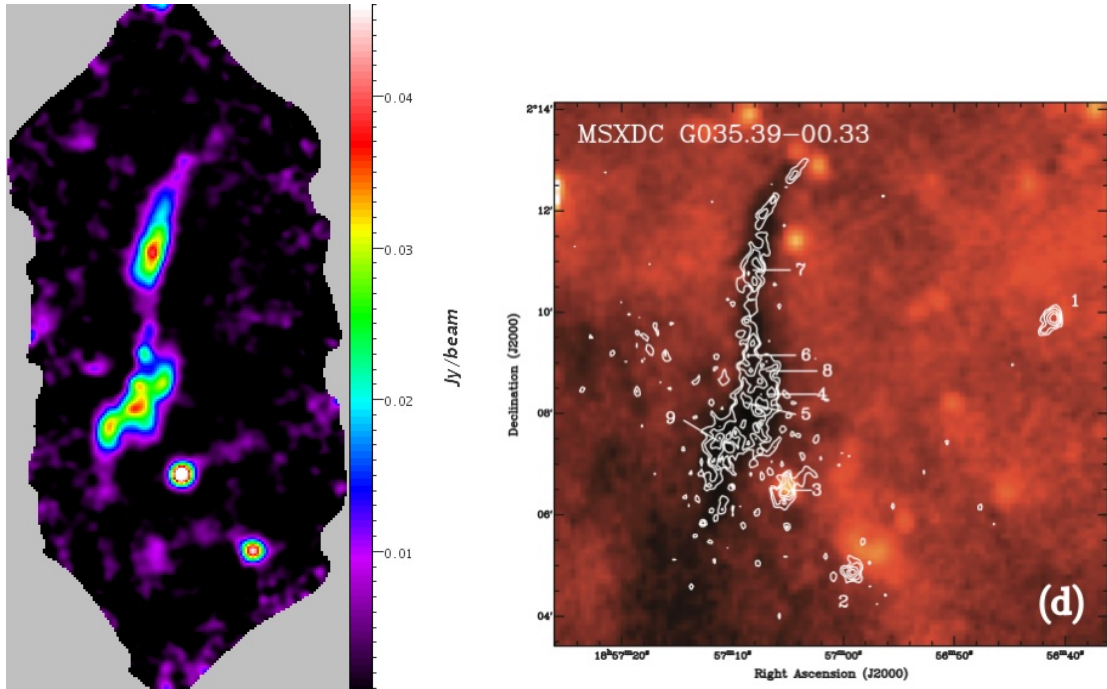 0.04
0.03
0.02
0.01
Jy/beam
MSXDC G035.39−00.33
2°14′
12′
10′
08′
06′
04′
Declination (J2000)
1
7
6
8
4
5
9
3
2
(d)
18ʰ57ᵐ20ˢ
57ᵐ10ˢ
57ᵐ00ˢ
56ᵐ50ˢ
56ᵐ40ˢ
Right Ascension (J2000)